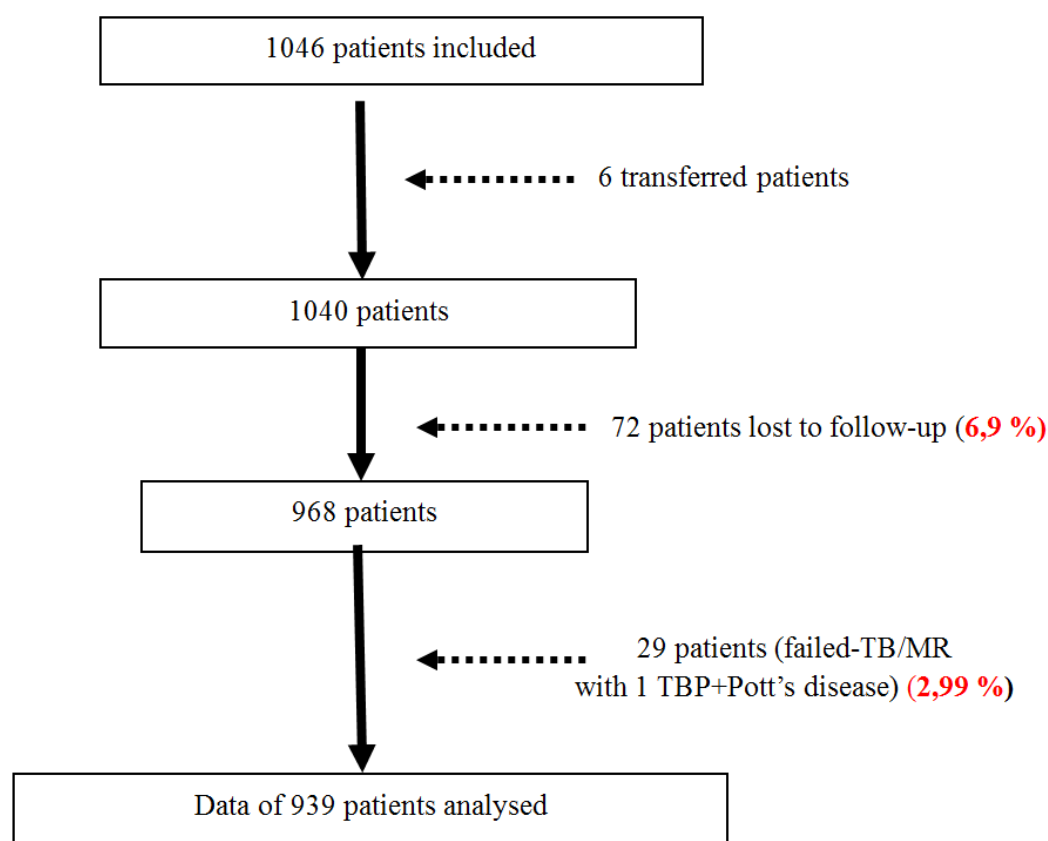 1046 patients included
6 transferred patients
1040 patients
72 patients lost to follow-up (6,9 %)
968 patients
29 patients (failed-TB/MR
with 1 TBP+Pott’s disease) (2,99 %)
Data of 939 patients analysed